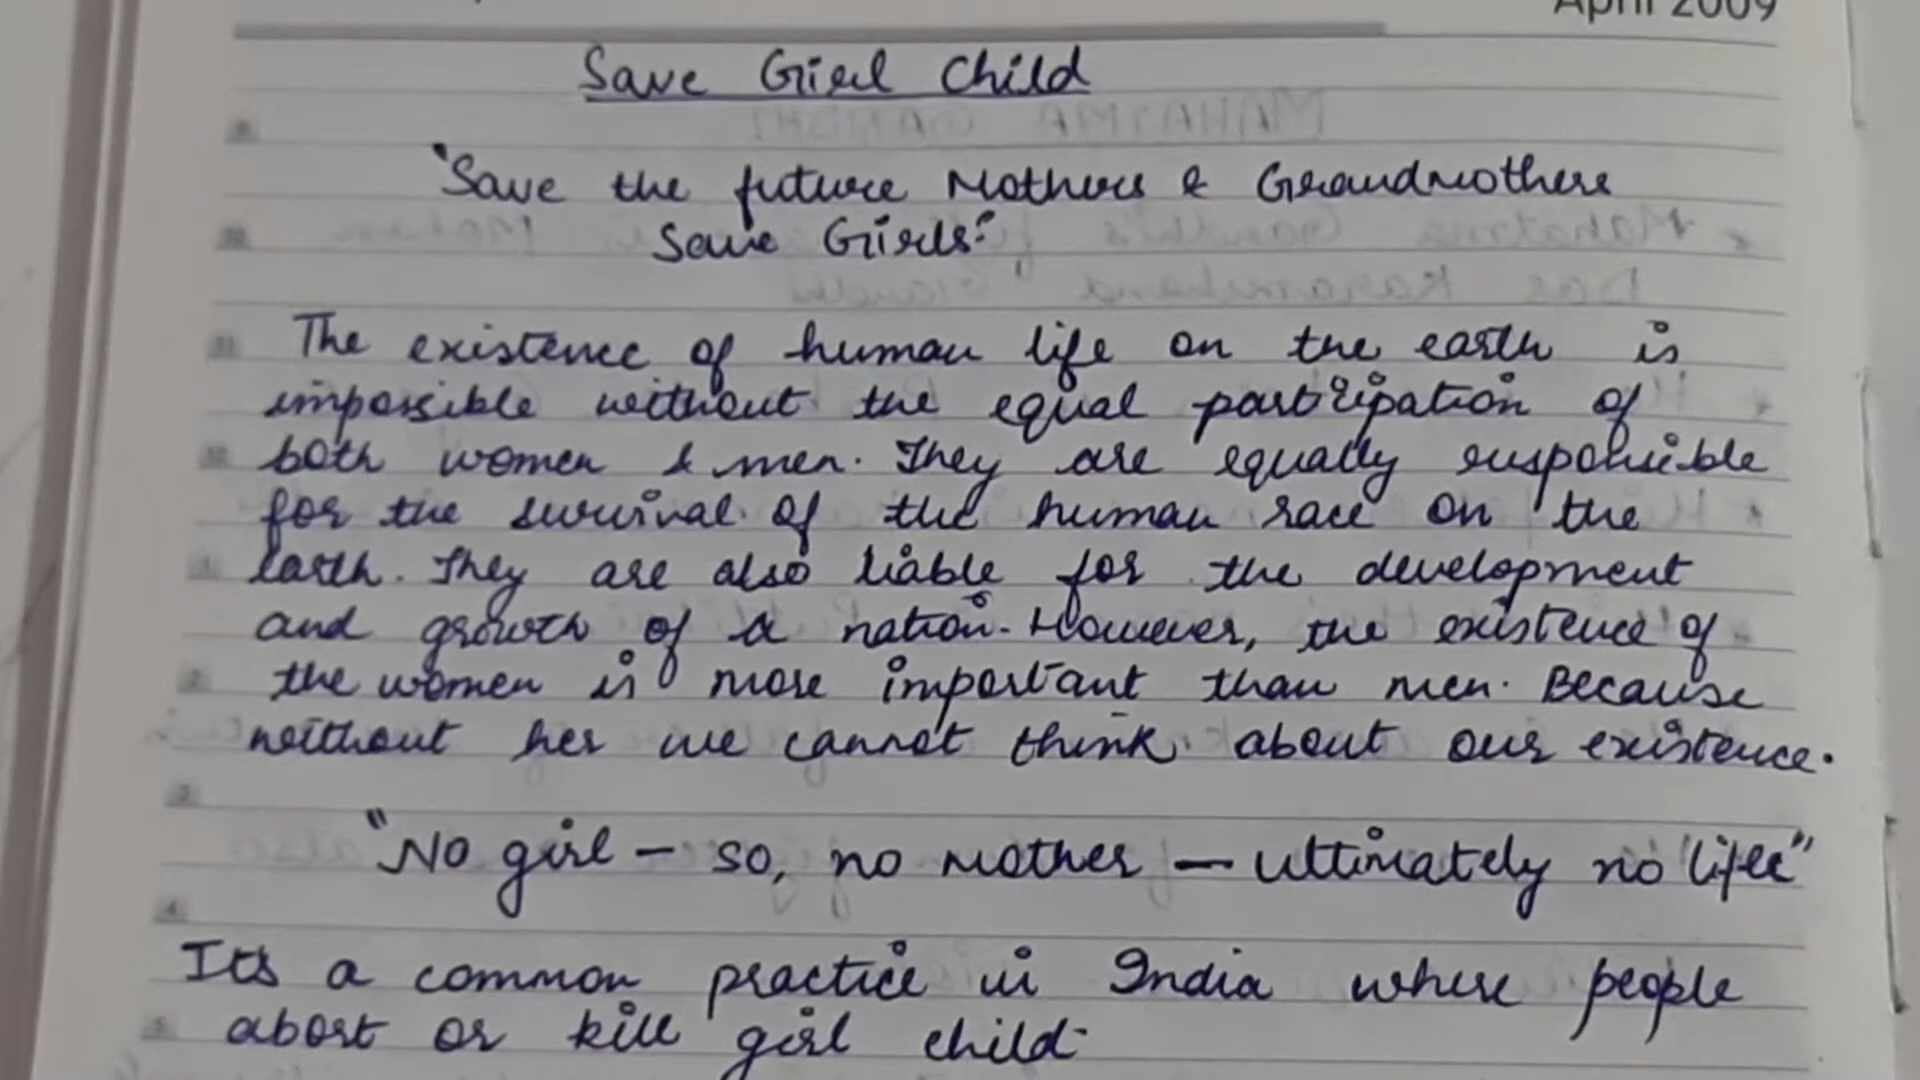 April 2009
Save Girl Child
"Save the future Mothers & Grandmothers
Save Girls."
The existence of human life on the earth is
impossible without the equal participation of
both women & men. They are equally responsible
for the survival of the human race on the
earth. They are also liable for the development
and growth of a nation. However, the existence of
the women is more important than men. Because
without her we cannot think about our existence.
"No girl – so, no mother – ultimately no life"
Its a common practice in India where people
abort or kill girl child